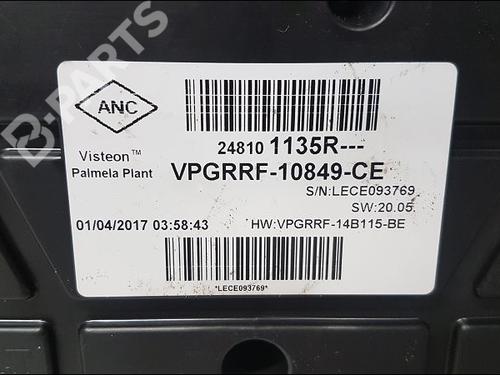 B-PARTS
ANC
24810 1135R---
Visteon™
Palmela Plant
VPGRRF-10849-CE
S/N:LECE093769
SW:20.05.
01/04/2017 03:58:43
HW:VPGRRF-14B115-BE
*LECE093769*